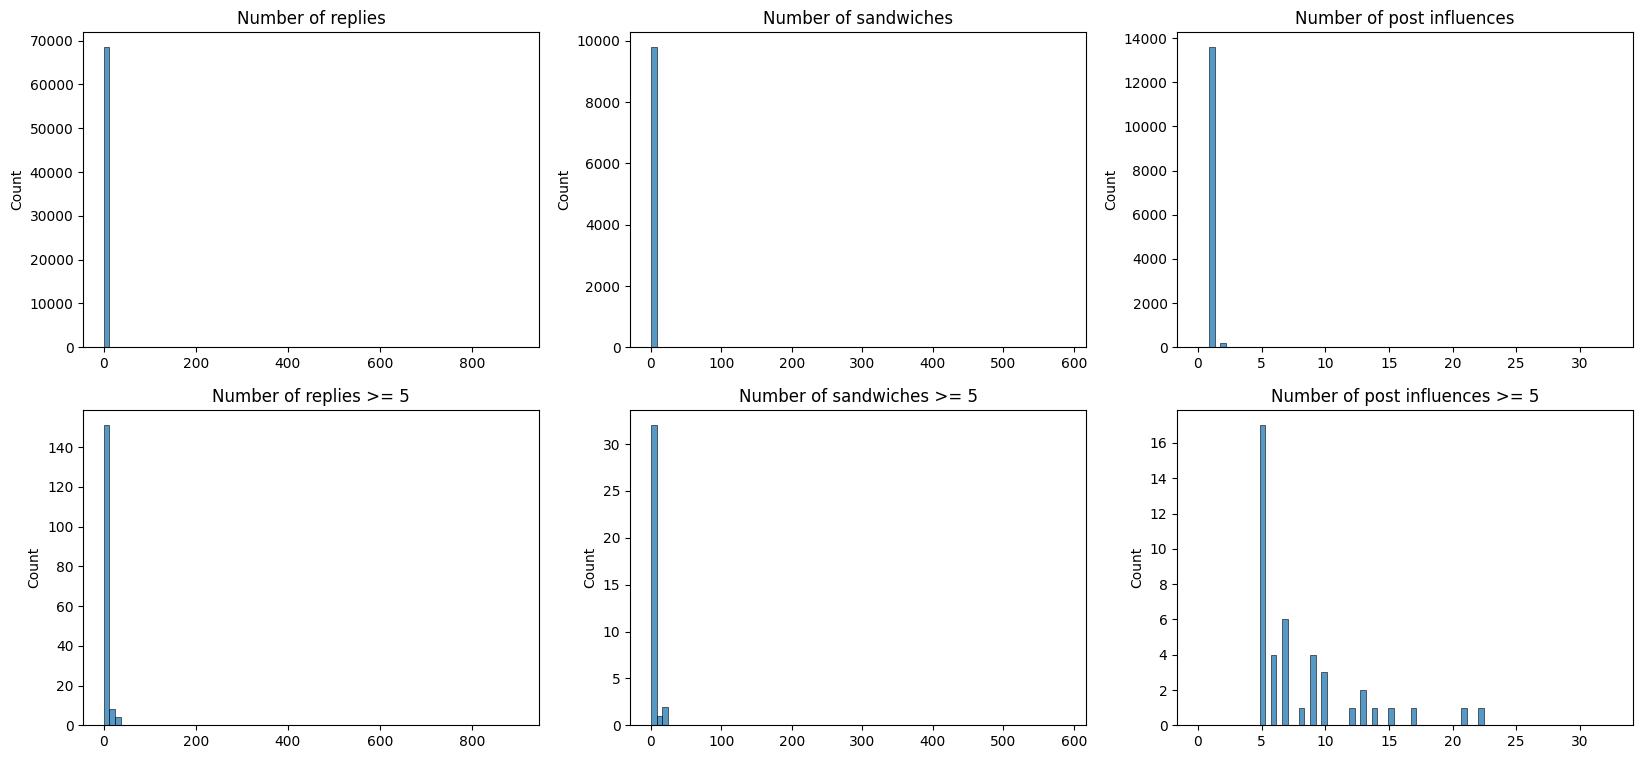 Number of replies
Number of sandwiches
Number of post influences
70000
60000
50000
40000
30000
20000
10000
0
Count
0 200 400 600 800
10000
8000
6000
4000
2000
0
Count
0 100 200 300 400 500 600
14000
12000
10000
8000
6000
4000
2000
0
Count
0 5 10 15 20 25 30
Number of replies >= 5
Number of sandwiches >= 5
Number of post influences >= 5
140
120
100
80
60
40
20
0
Count
0 200 400 600 800
30
25
20
15
10
5
0
Count
0 100 200 300 400 500 600
16
14
12
10
8
6
4
2
0
Count
0 5 10 15 20 25 30